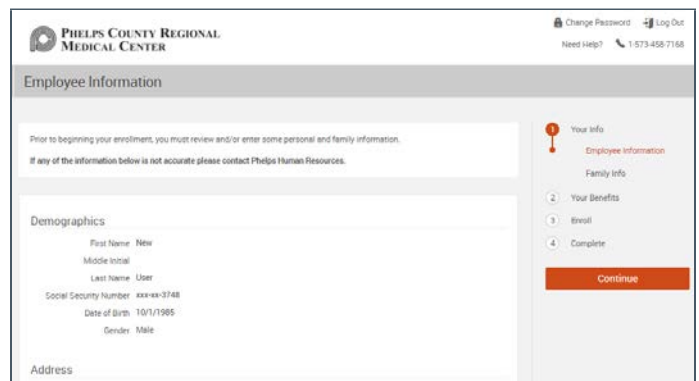 PHELPS COUNTY REGIONAL
MEDICAL CENTER
Change Password Log Out
Need Help? 1-573-458-7168
Employee Information
Prior to beginning your enrollment, you must review and/or enter some personal and family information.
If any of the information below is not accurate please contact Phelps Human Resources.
Demographics
First Name New
Middle Initial
Last Name User
Social Security Number xxx-xx-3748
Date of Birth 10/1/1985
Gender Male
Address
1 Your Info
Employee Information
Family Info
2 Your Benefits
3 Enroll
4 Complete
Continue